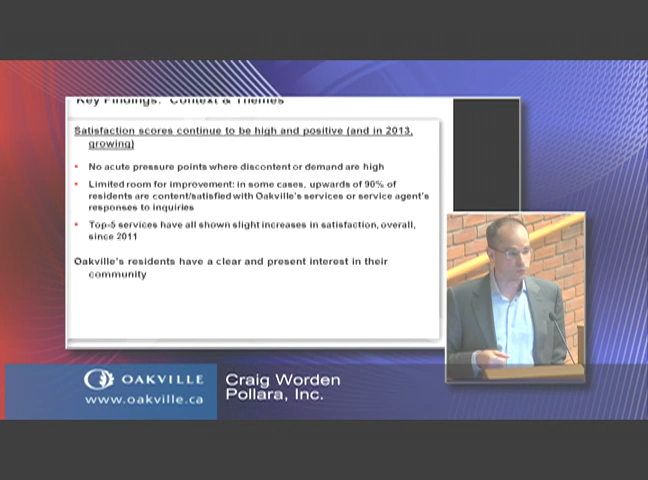 Key Findings: Context & Themes
Satisfaction scores continue to be high and positive (and in 2013,
growing)
No acute pressure points where discontent or demand are high
Limited room for improvement: in some cases, upwards of 90% of
residents are content/satisfied with Oakville's services or service agent's
responses to inquiries
Top-5 services have all shown slight increases in satisfaction, overall,
since 2011
Oakville's residents have a clear and present interest in their
community
OAKVILLE
www.oakville.ca
Craig Worden
Pollara, Inc.